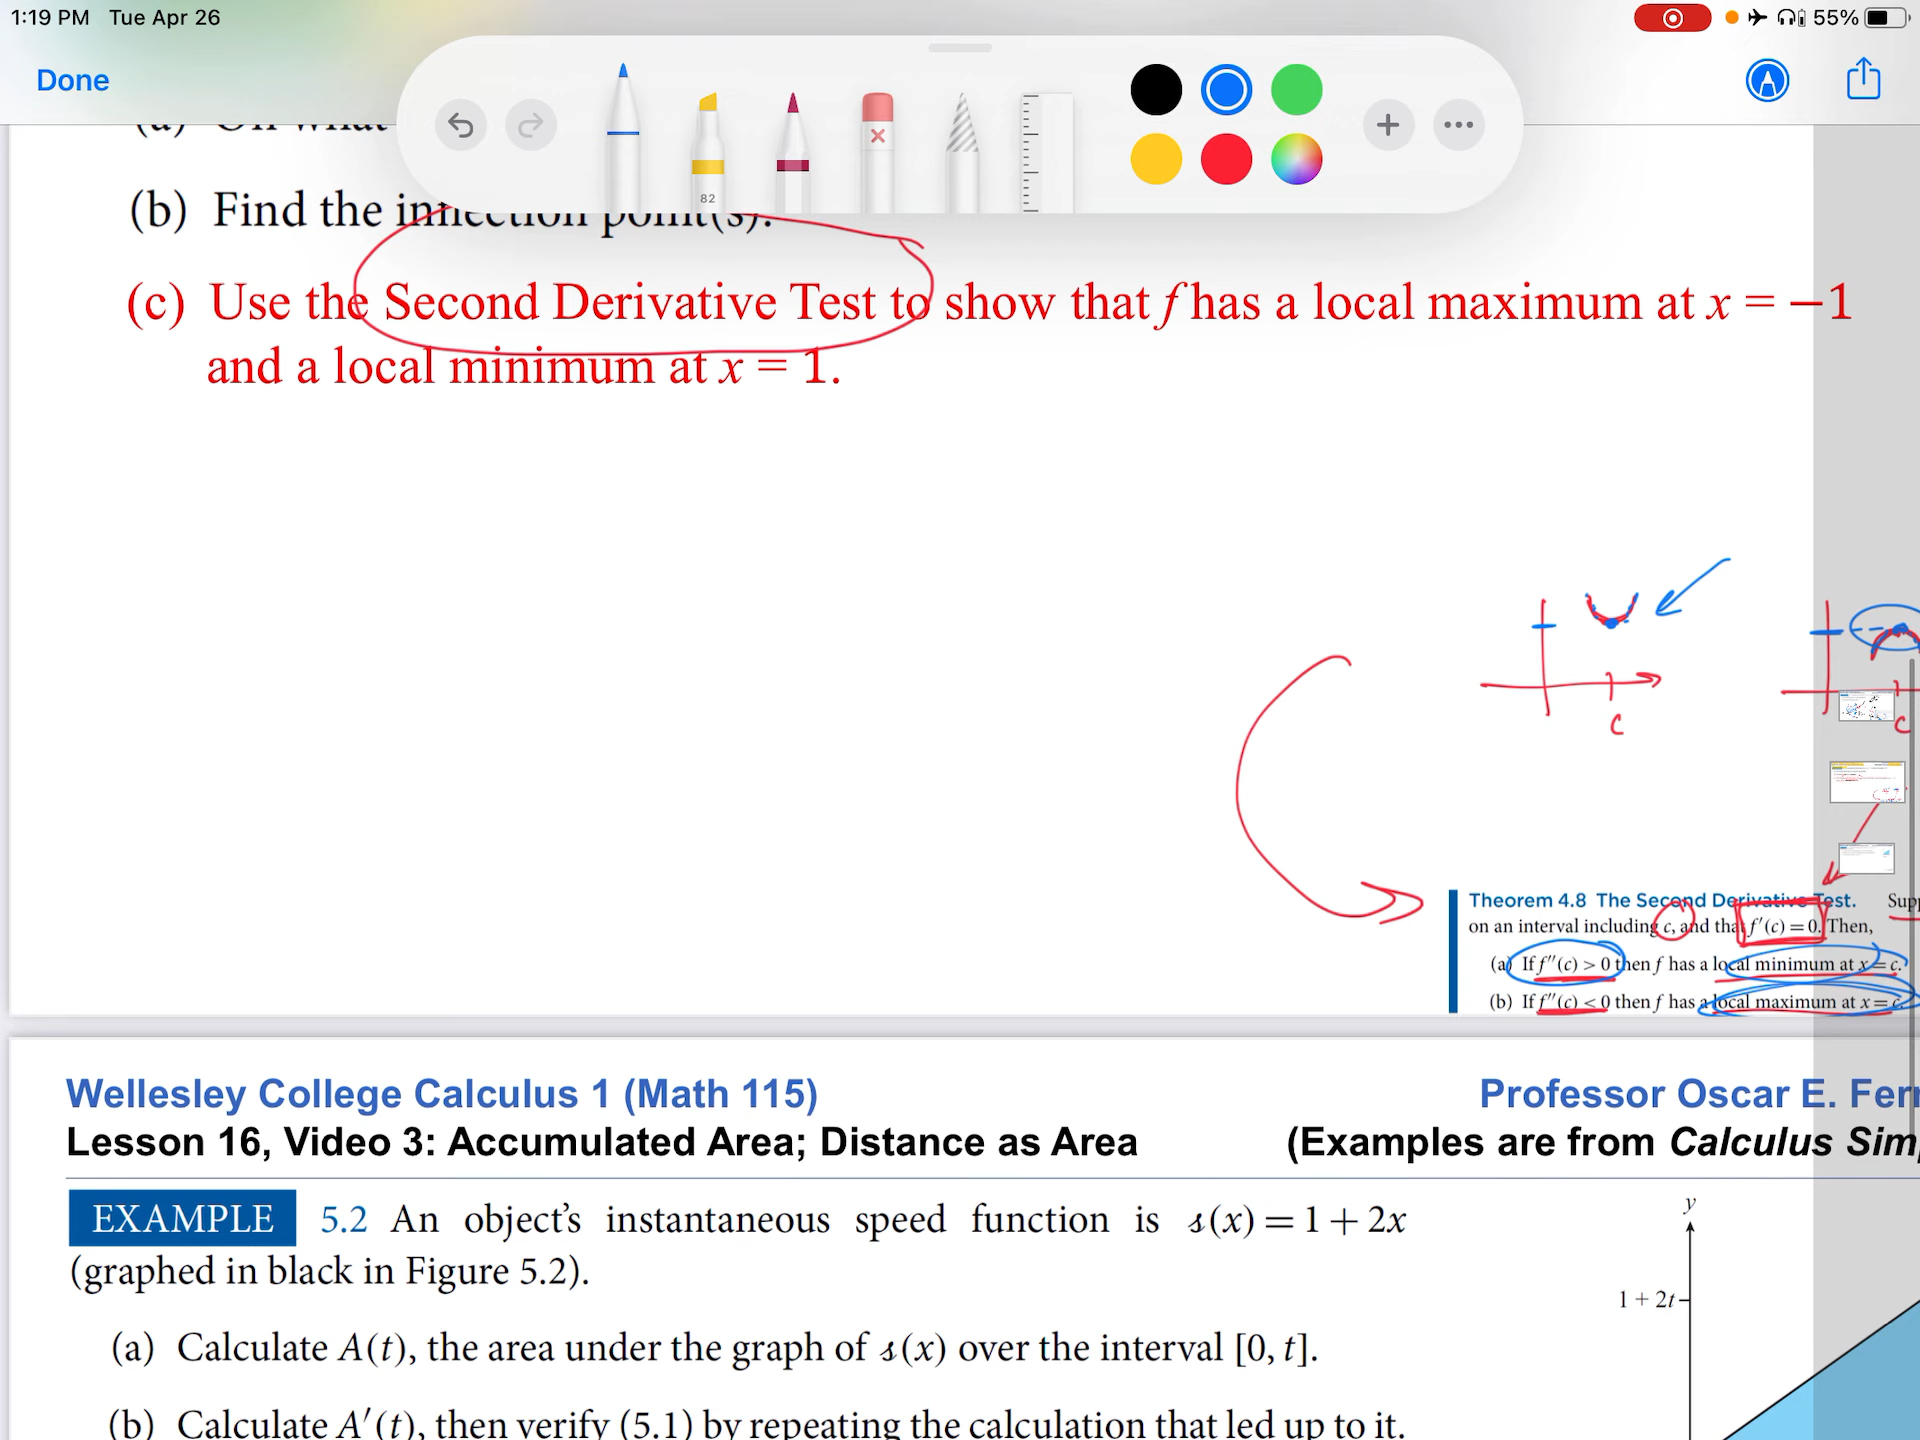 1:19 PM Tue Apr 26
55%
Done
82
(b) Find the inflection point(s).
(c) Use the Second Derivative Test to show that f has a local maximum at x = −1
and a local minimum at x = 1.
c
c
Theorem 4.8 The Second Derivative Test.
on an interval including c, and that f′(c) = 0. Then,
(a) If f″(c) > 0 then f has a local minimum at x = c.
(b) If f″(c) < 0 then f has a local maximum at x = c.
Wellesley College Calculus 1 (Math 115) Professor Oscar E.
Lesson 16, Video 3: Accumulated Area; Distance as Area (Examples are from Calculus
EXAMPLE 5.2 An object's instantaneous speed function is s(x) = 1 + 2x
(graphed in black in Figure 5.2).
y
1 + 2t
(a) Calculate A(t), the area under the graph of s(x) over the interval [0, t].
(b) Calculate A′(t), then verify (5.1) by repeating the calculation that led up to it.